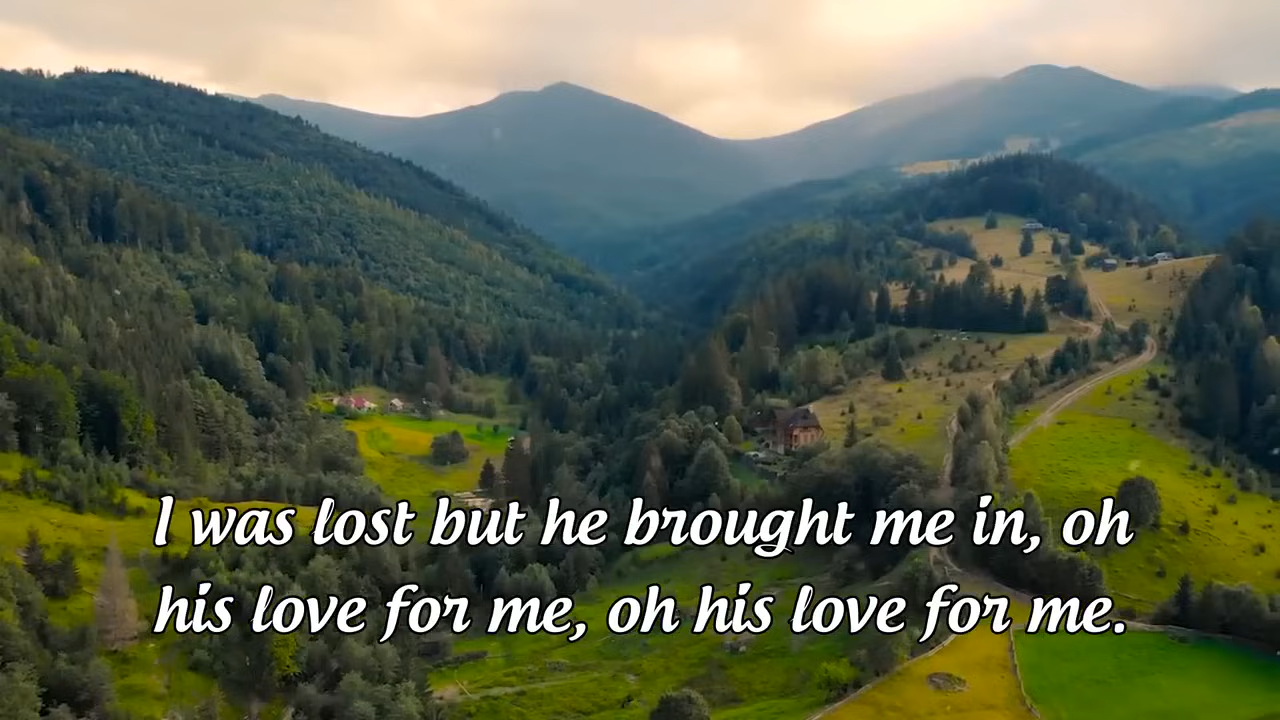 I was lost but he brought me in, oh
his love for me, oh his love for me.